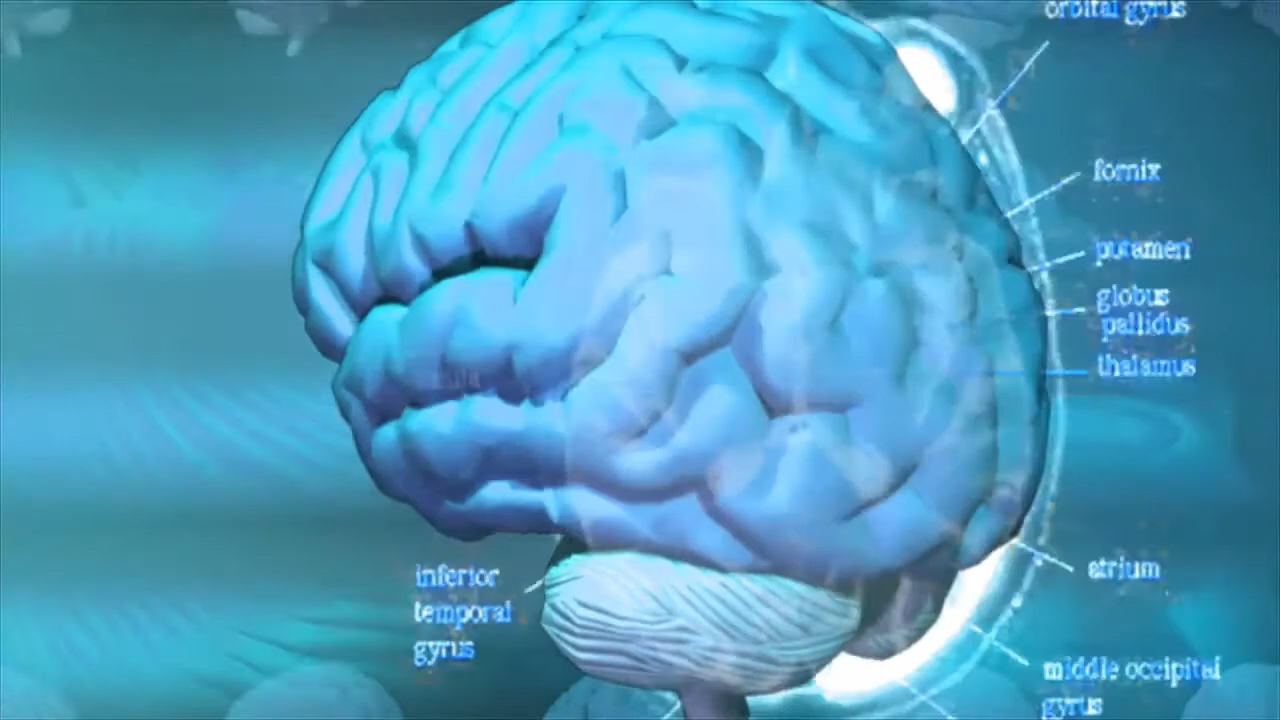 orbital gyrus
fornix
putamen
globus
pallidus
thalamus
inferior
temporal
gyrus
atrium
middle occipital
gyrus